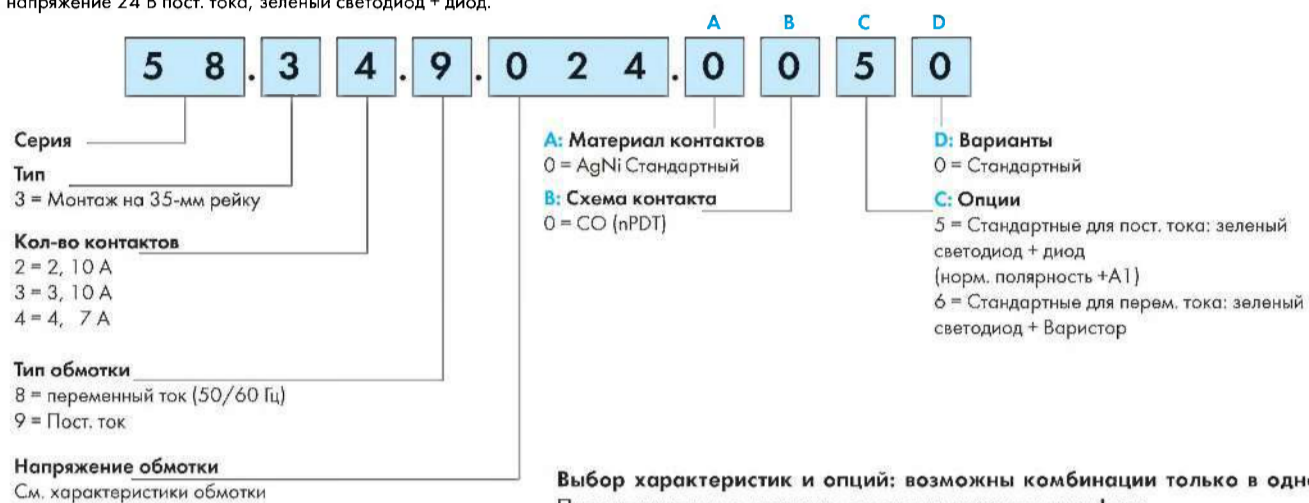 напряжение 24 В пост. тока, зеленый светодиод + диод.
A B C D
5 8 . 3 4 . 9 . 0 2 4 . 0 0 5 0
Серия
Тип
3 = Монтаж на 35-мм рейку
Кол-во контактов
2 = 2, 10 А
3 = 3, 10 А
4 = 4, 7 А
Тип обмотки
8 = переменный ток (50/60 Гц)
9 = Пост. ток
Напряжение обмотки
См. характеристики обмотки
A: Материал контактов
0 = AgNi Стандартный
B: Схема контакта
0 = CO (nPDT)
D: Варианты
0 = Стандартный
C: Опции
5 = Стандартные для пост. тока: зеленый
светодиод + диод
(норм. полярность +A1)
6 = Стандартные для перем. тока: зеленый
светодиод + Варистор
Выбор характеристик и опций: возможны комбинации только в одн